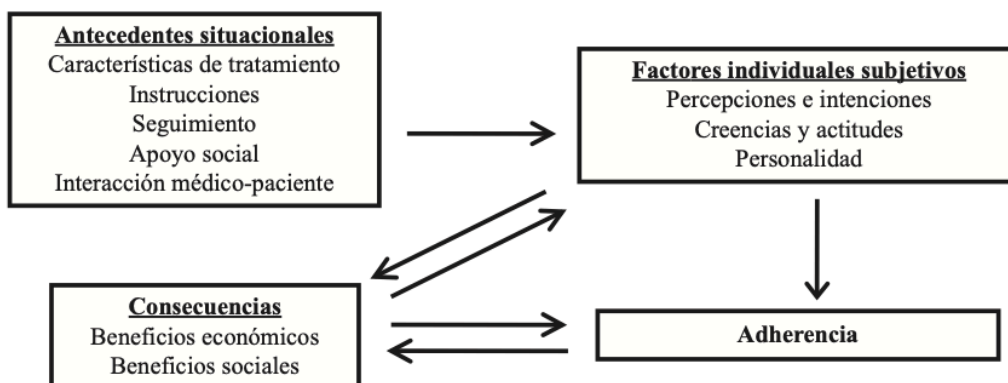 Antecedentes situacionales
Características de tratamiento
Instrucciones
Seguimiento
Apoyo social
Interacción médico-paciente
Factores individuales subjetivos
Percepciones e intenciones
Creencias y actitudes
Personalidad
Consecuencias
Beneficios económicos
Beneficios sociales
Adherencia